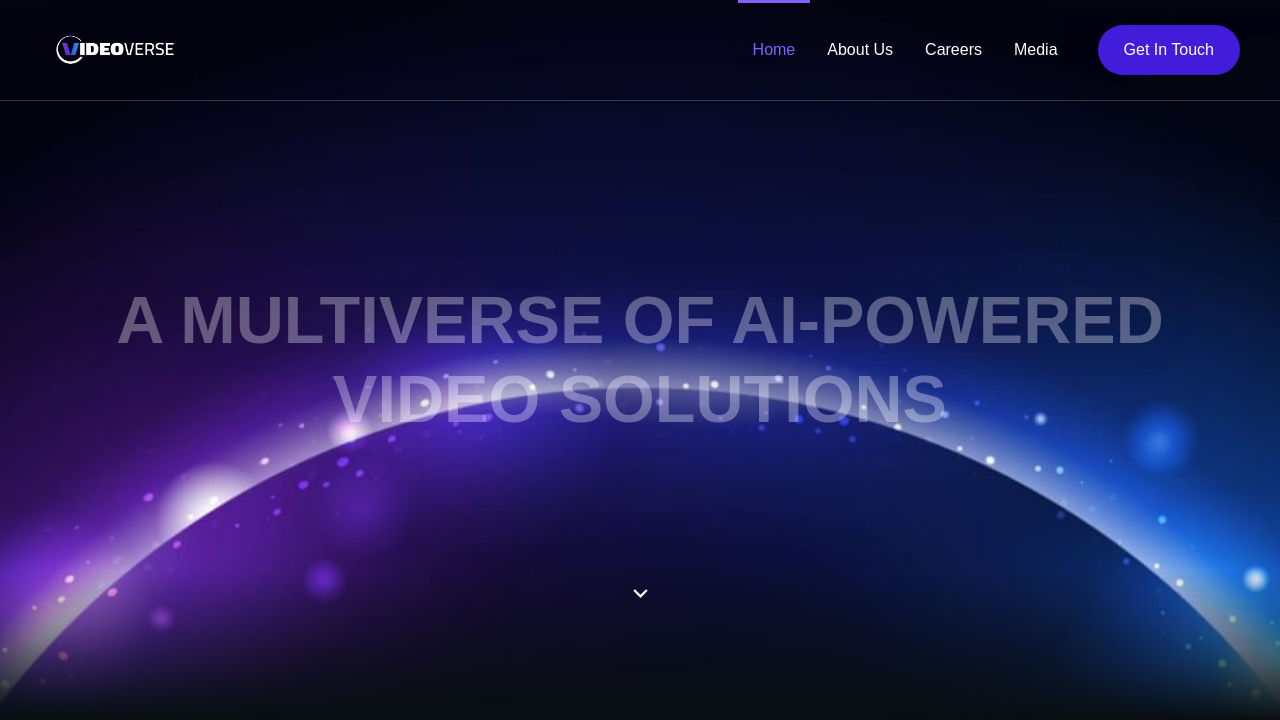 VIDEOVERSE
Home
About Us
Careers
Media
Get In Touch
A MULTIVERSE OF AI-POWERED
VIDEO SOLUTIONS